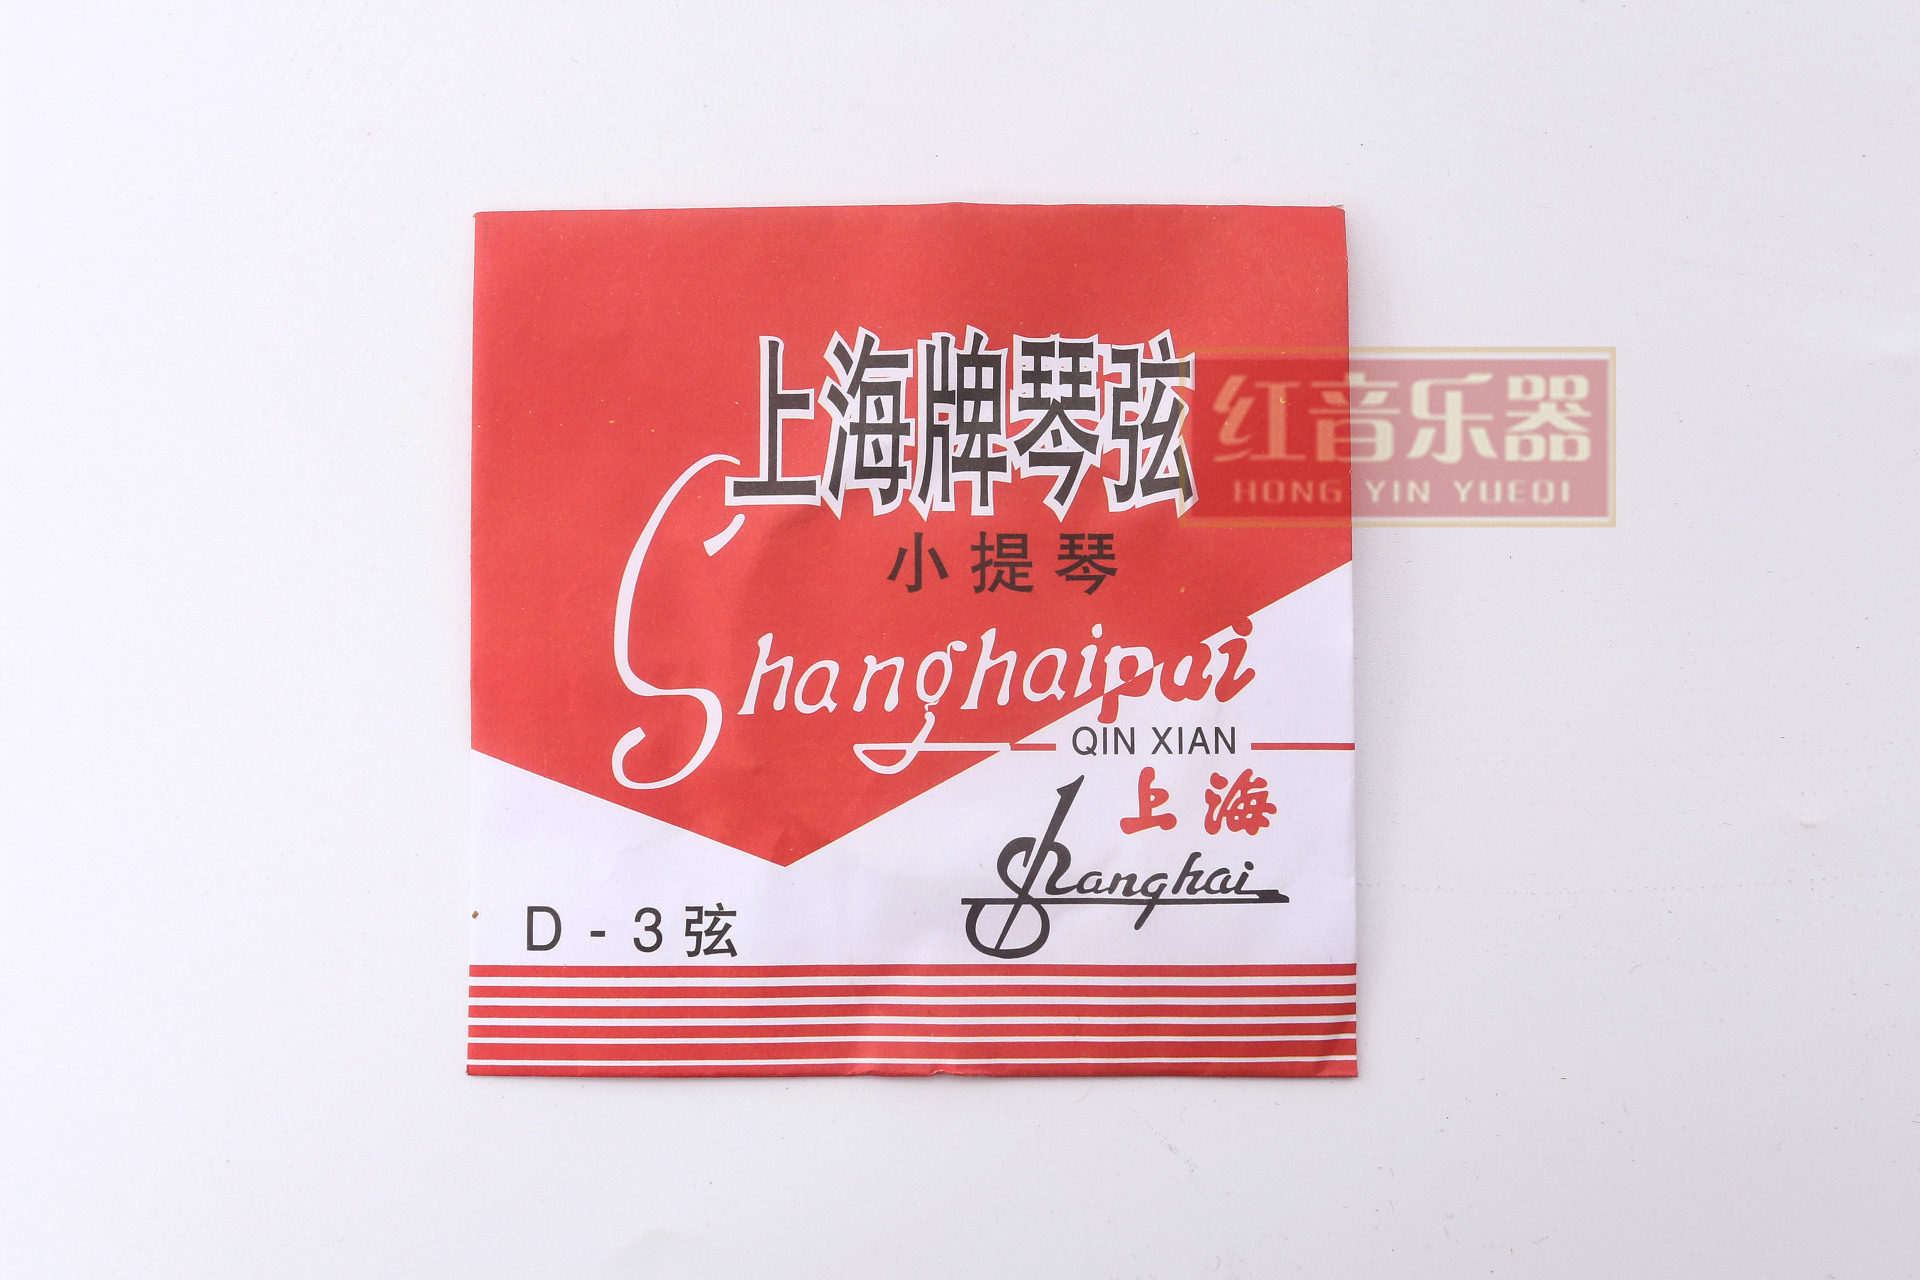 上海牌琴弦
红音乐器
HONG YIN YUEQI
小提琴
Shanghaipai
QIN XIAN
上海
Shanghai
D - 3 弦